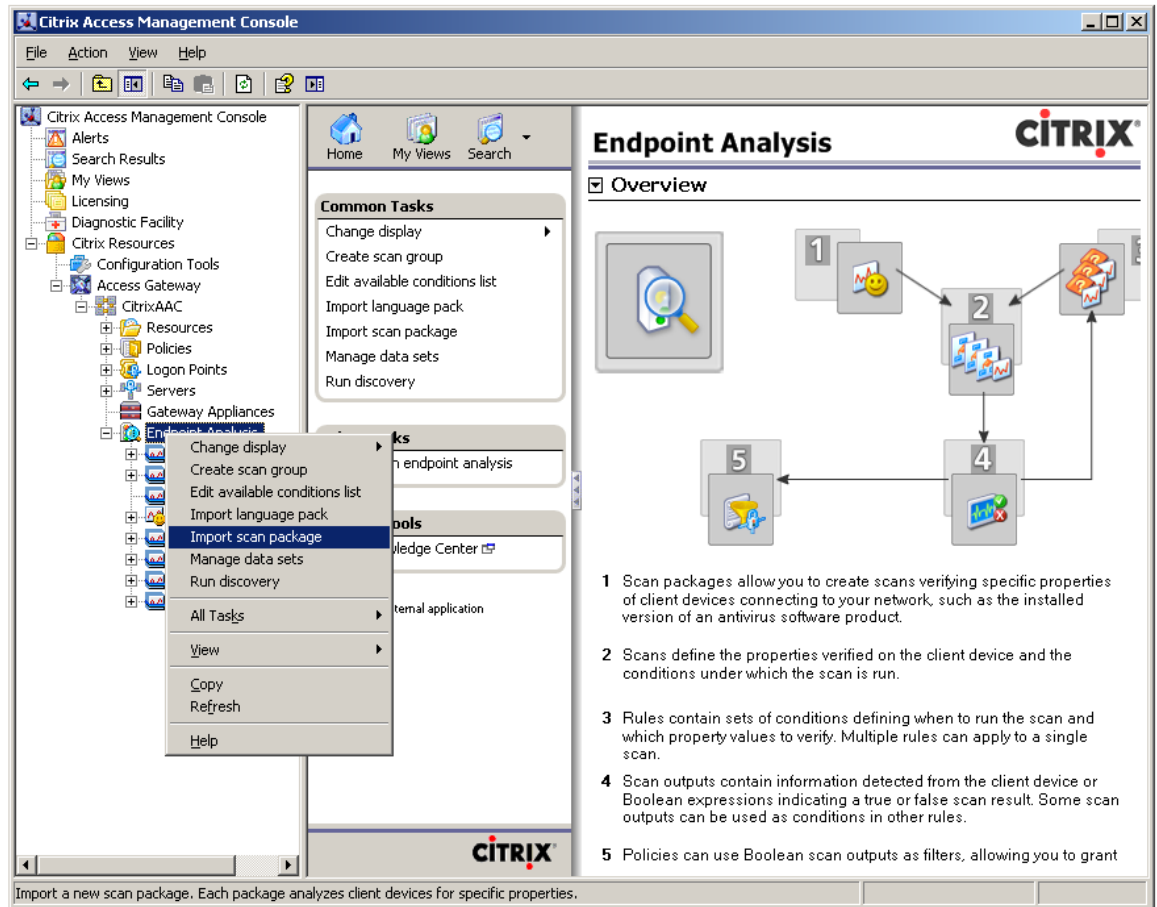 Citrix Access Management Console
File Action View Help
Citrix Access Management Console
Alerts
Search Results
My Views
Licensing
Diagnostic Facility
Citrix Resources
Configuration Tools
Access Gateway
CitrixAAC
Resources
Policies
Logon Points
Servers
Gateway Appliances
Endpoint Analysis
Change display
Create scan group
Edit available conditions list
Import language pack
Import scan package
Manage data sets
Run discovery
All Tasks
View
Copy
Refresh
Help
Home My Views Search
Common Tasks
Change display
Create scan group
Edit available conditions list
Import language pack
Import scan package
Manage data sets
Run discovery
ks
n endpoint analysis
ools
wledge Center
ternal application
CITRIX
Endpoint Analysis
CITRIX
Overview
1
2
4
5
1 Scan packages allow you to create scans verifying specific properties
of client devices connecting to your network, such as the installed
version of an antivirus software product.
2 Scans define the properties verified on the client device and the
conditions under which the scan is run.
3 Rules contain sets of conditions defining when to run the scan and
which property values to verify. Multiple rules can apply to a single
scan.
4 Scan outputs contain information detected from the client device or
Boolean expressions indicating a true or false scan result. Some scan
outputs can be used as conditions in other rules.
5 Policies can use Boolean scan outputs as filters, allowing you to grant
Import a new scan package. Each package analyzes client devices for specific properties.